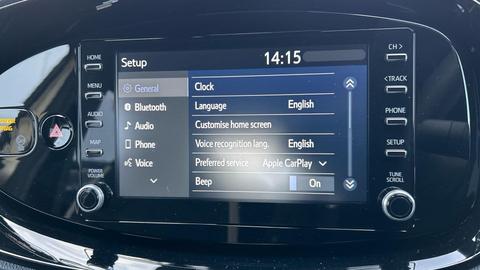 Setup 14:15
General
Bluetooth
Audio
Phone
Voice
Clock
Language English
Customise home screen
Voice recognition lang. English
Preferred service Apple CarPlay
Beep On
HOME
MENU
AUDIO
MAP
POWER
VOLUME
CH >
< TRACK
PHONE
SETUP
TUNE
SCROLL